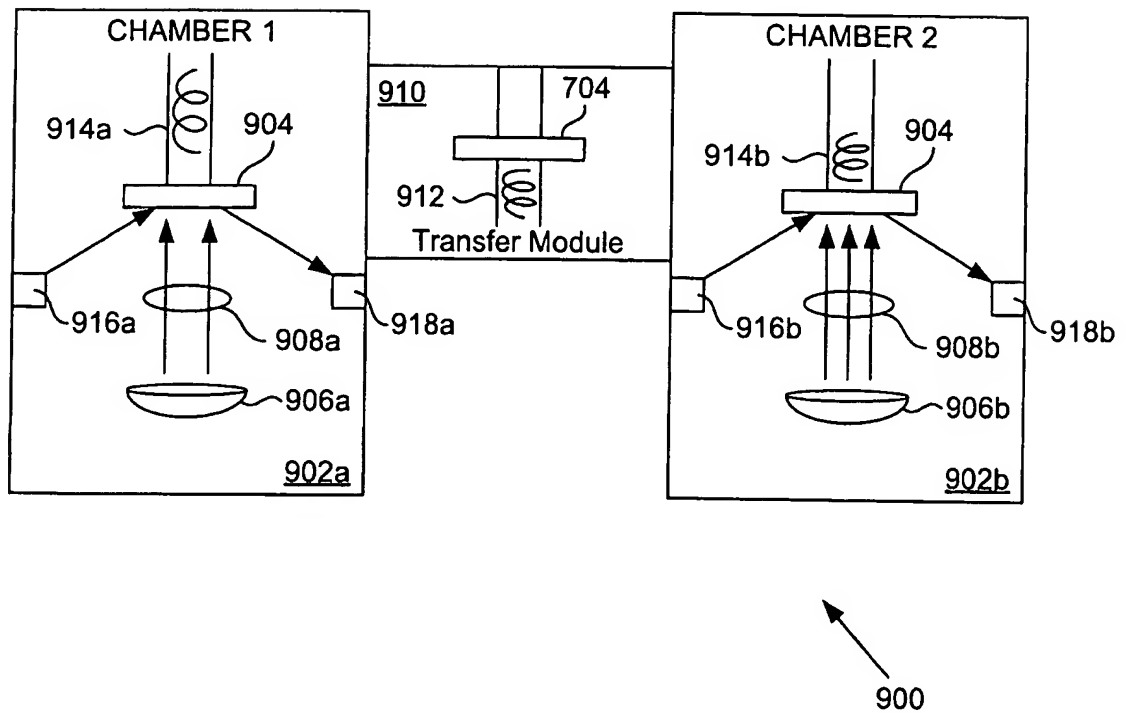 CHAMBER 1
914a
904
916a
908a
918a
906a
902a
910
704
912
Transfer Module
CHAMBER 2
914b
904
916b
908b
918b
906b
902b
900